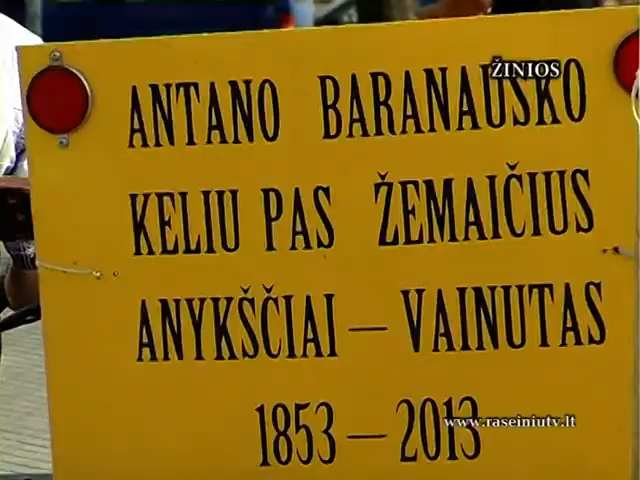 ŽINIOS
ANTANO BARANAUSKO
KELIU PAS ŽEMAIČIUS
ANYKŠČIAI – VAINUTAS
1853 – 2013
www.raseiniutv.lt